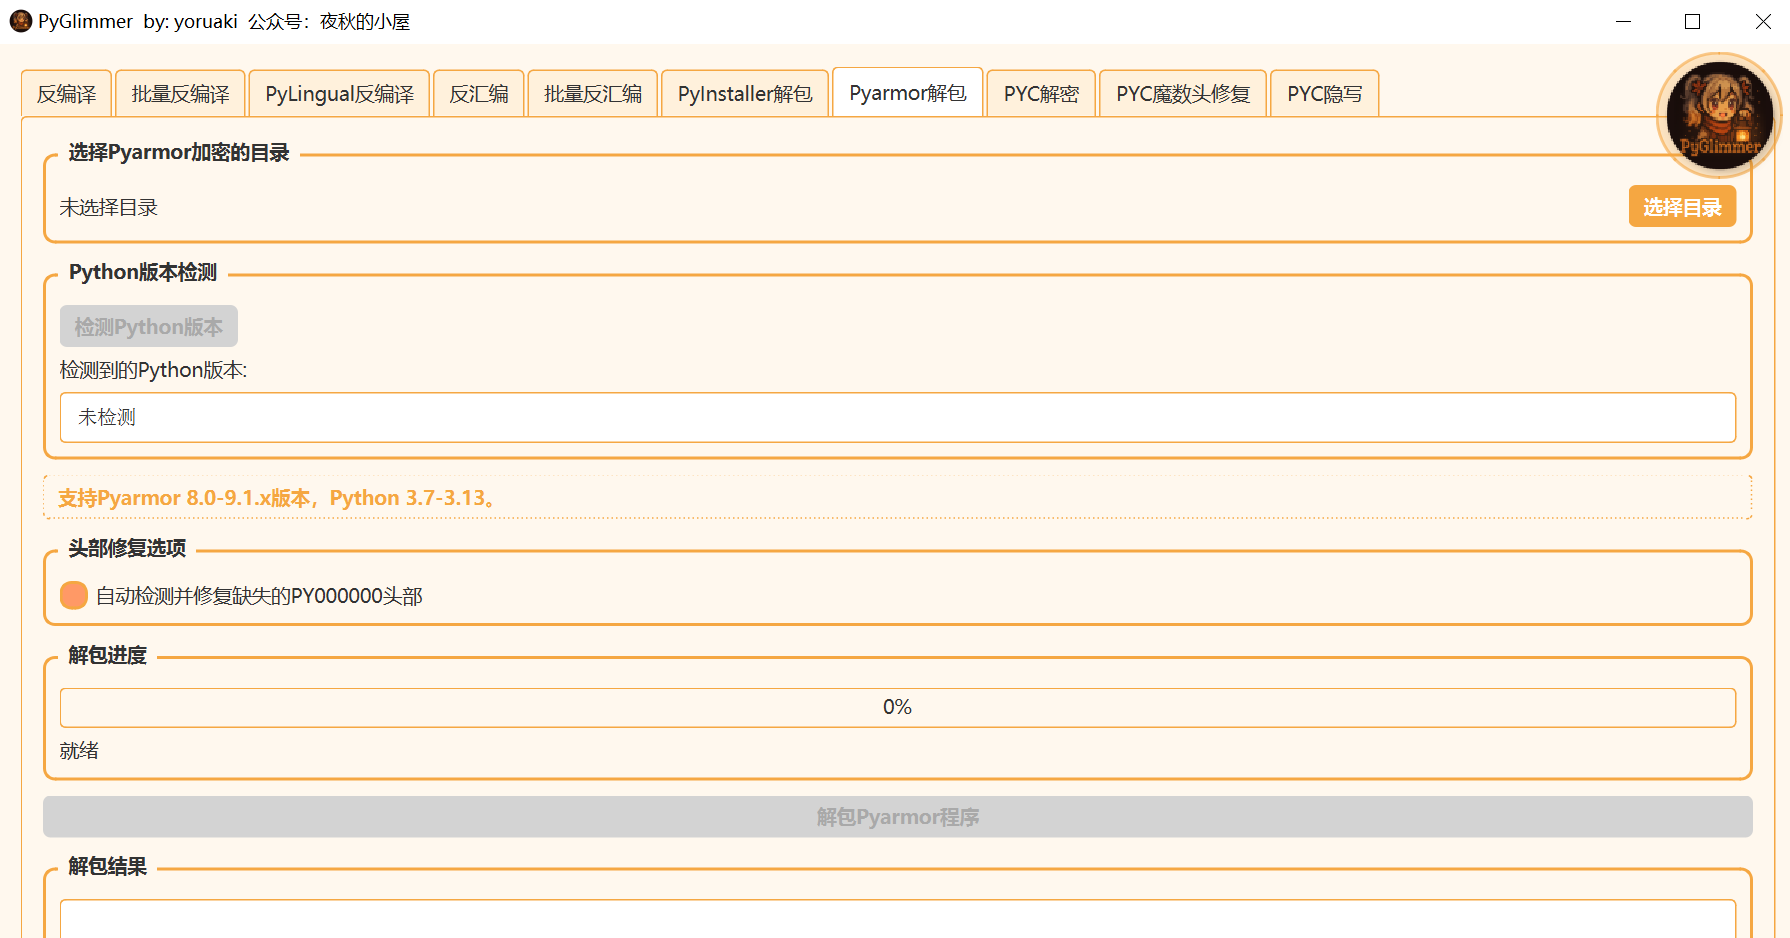 PyGlimmer by: yoruaki 公众号：夜秋的小屋
反编译 批量反编译 PyLingual反编译 反汇编 批量反汇编 PyInstaller解包 Pyarmor解包 PYC解密 PYC魔数头修复 PYC隐写
PyGlimmer
选择Pyarmor加密的目录
未选择目录 选择目录
Python版本检测
检测Python版本
检测到的Python版本:
未检测
支持Pyarmor 8.0-9.1.x版本，Python 3.7-3.13。
头部修复选项
自动检测并修复缺失的PY000000头部
解包进度
0%
就绪
解包Pyarmor程序
解包结果